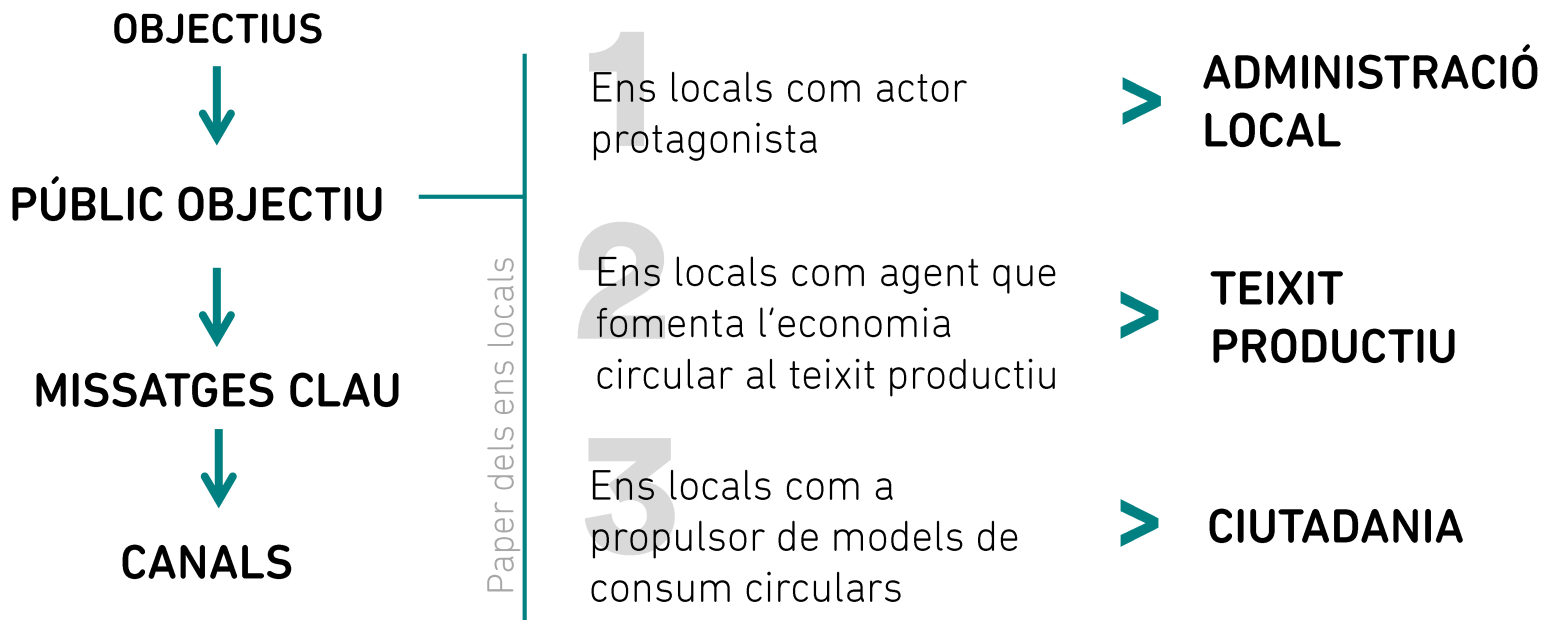 OBJECTIUS
PÚBLIC OBJECTIU
MISSATGES CLAU
CANALS
Paper dels ens locals
1
Ens locals com actor
protagonista
>
ADMINISTRACIÓ
LOCAL
2
Ens locals com agent que
fomenta l'economia
circular al teixit productiu
>
TEIXIT
PRODUCTIU
3
Ens locals com a
propulsor de models de
consum circulars
>
CIUTADANIA